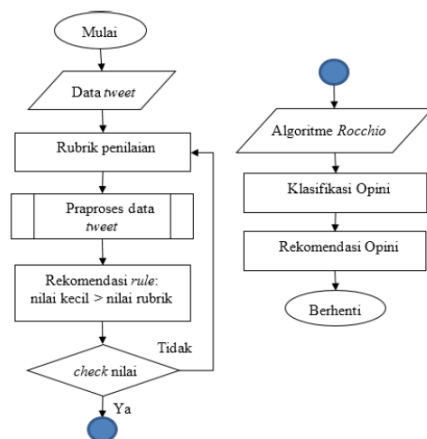 Mulai
Data tweet
Rubrik penilaian
Praproses data
tweet
Rekomendasi rule:
nilai kecil > nilai rubrik
Tidak
check nilai
Ya
Algoritme Rocchio
Klasifikasi Opini
Rekomendasi Opini
Berhenti